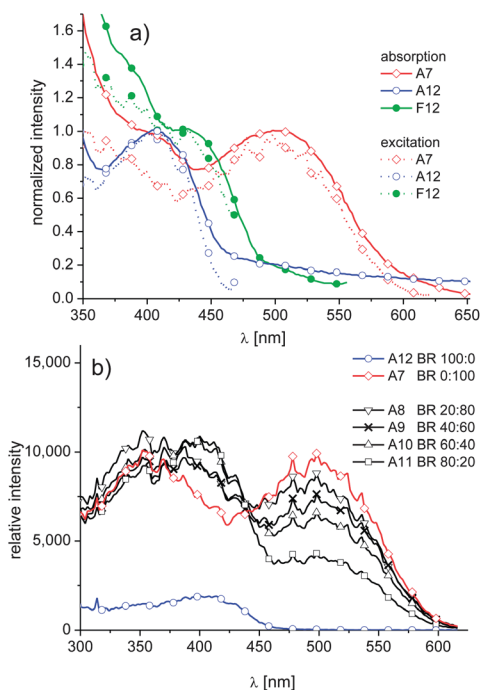 a)
1.6
1.4
1.2
1.0
0.8
0.6
0.4
0.2
0.0
normalized intensity
absorption
A7
A12
F12
excitation
A7
A12
F12
350 400 450 500 550 600 650
λ [nm]
b)
15,000
10,000
5,000
0
relative intensity
A12 BR 100:0
A7 BR 0:100
A8 BR 20:80
A9 BR 40:60
A10 BR 60:40
A11 BR 80:20
300 350 400 450 500 550 600
λ [nm]